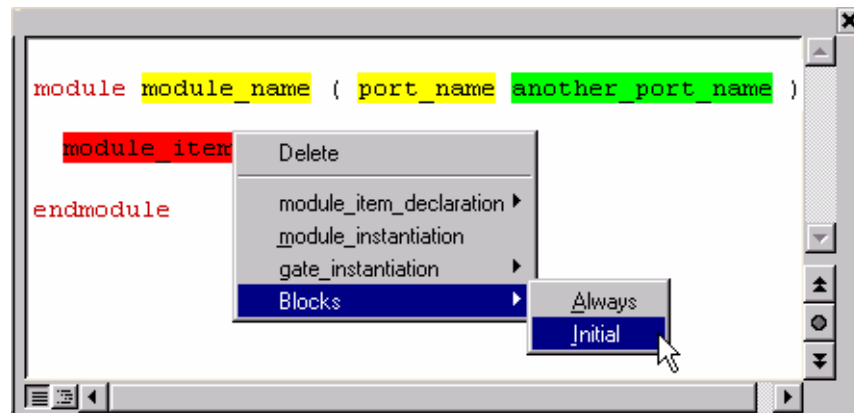 module module_name ( port_name another_port_name )
module_item
Delete
endmodule
module_item_declaration
module_instantiation
gate_instantiation
Blocks
Always
Initial